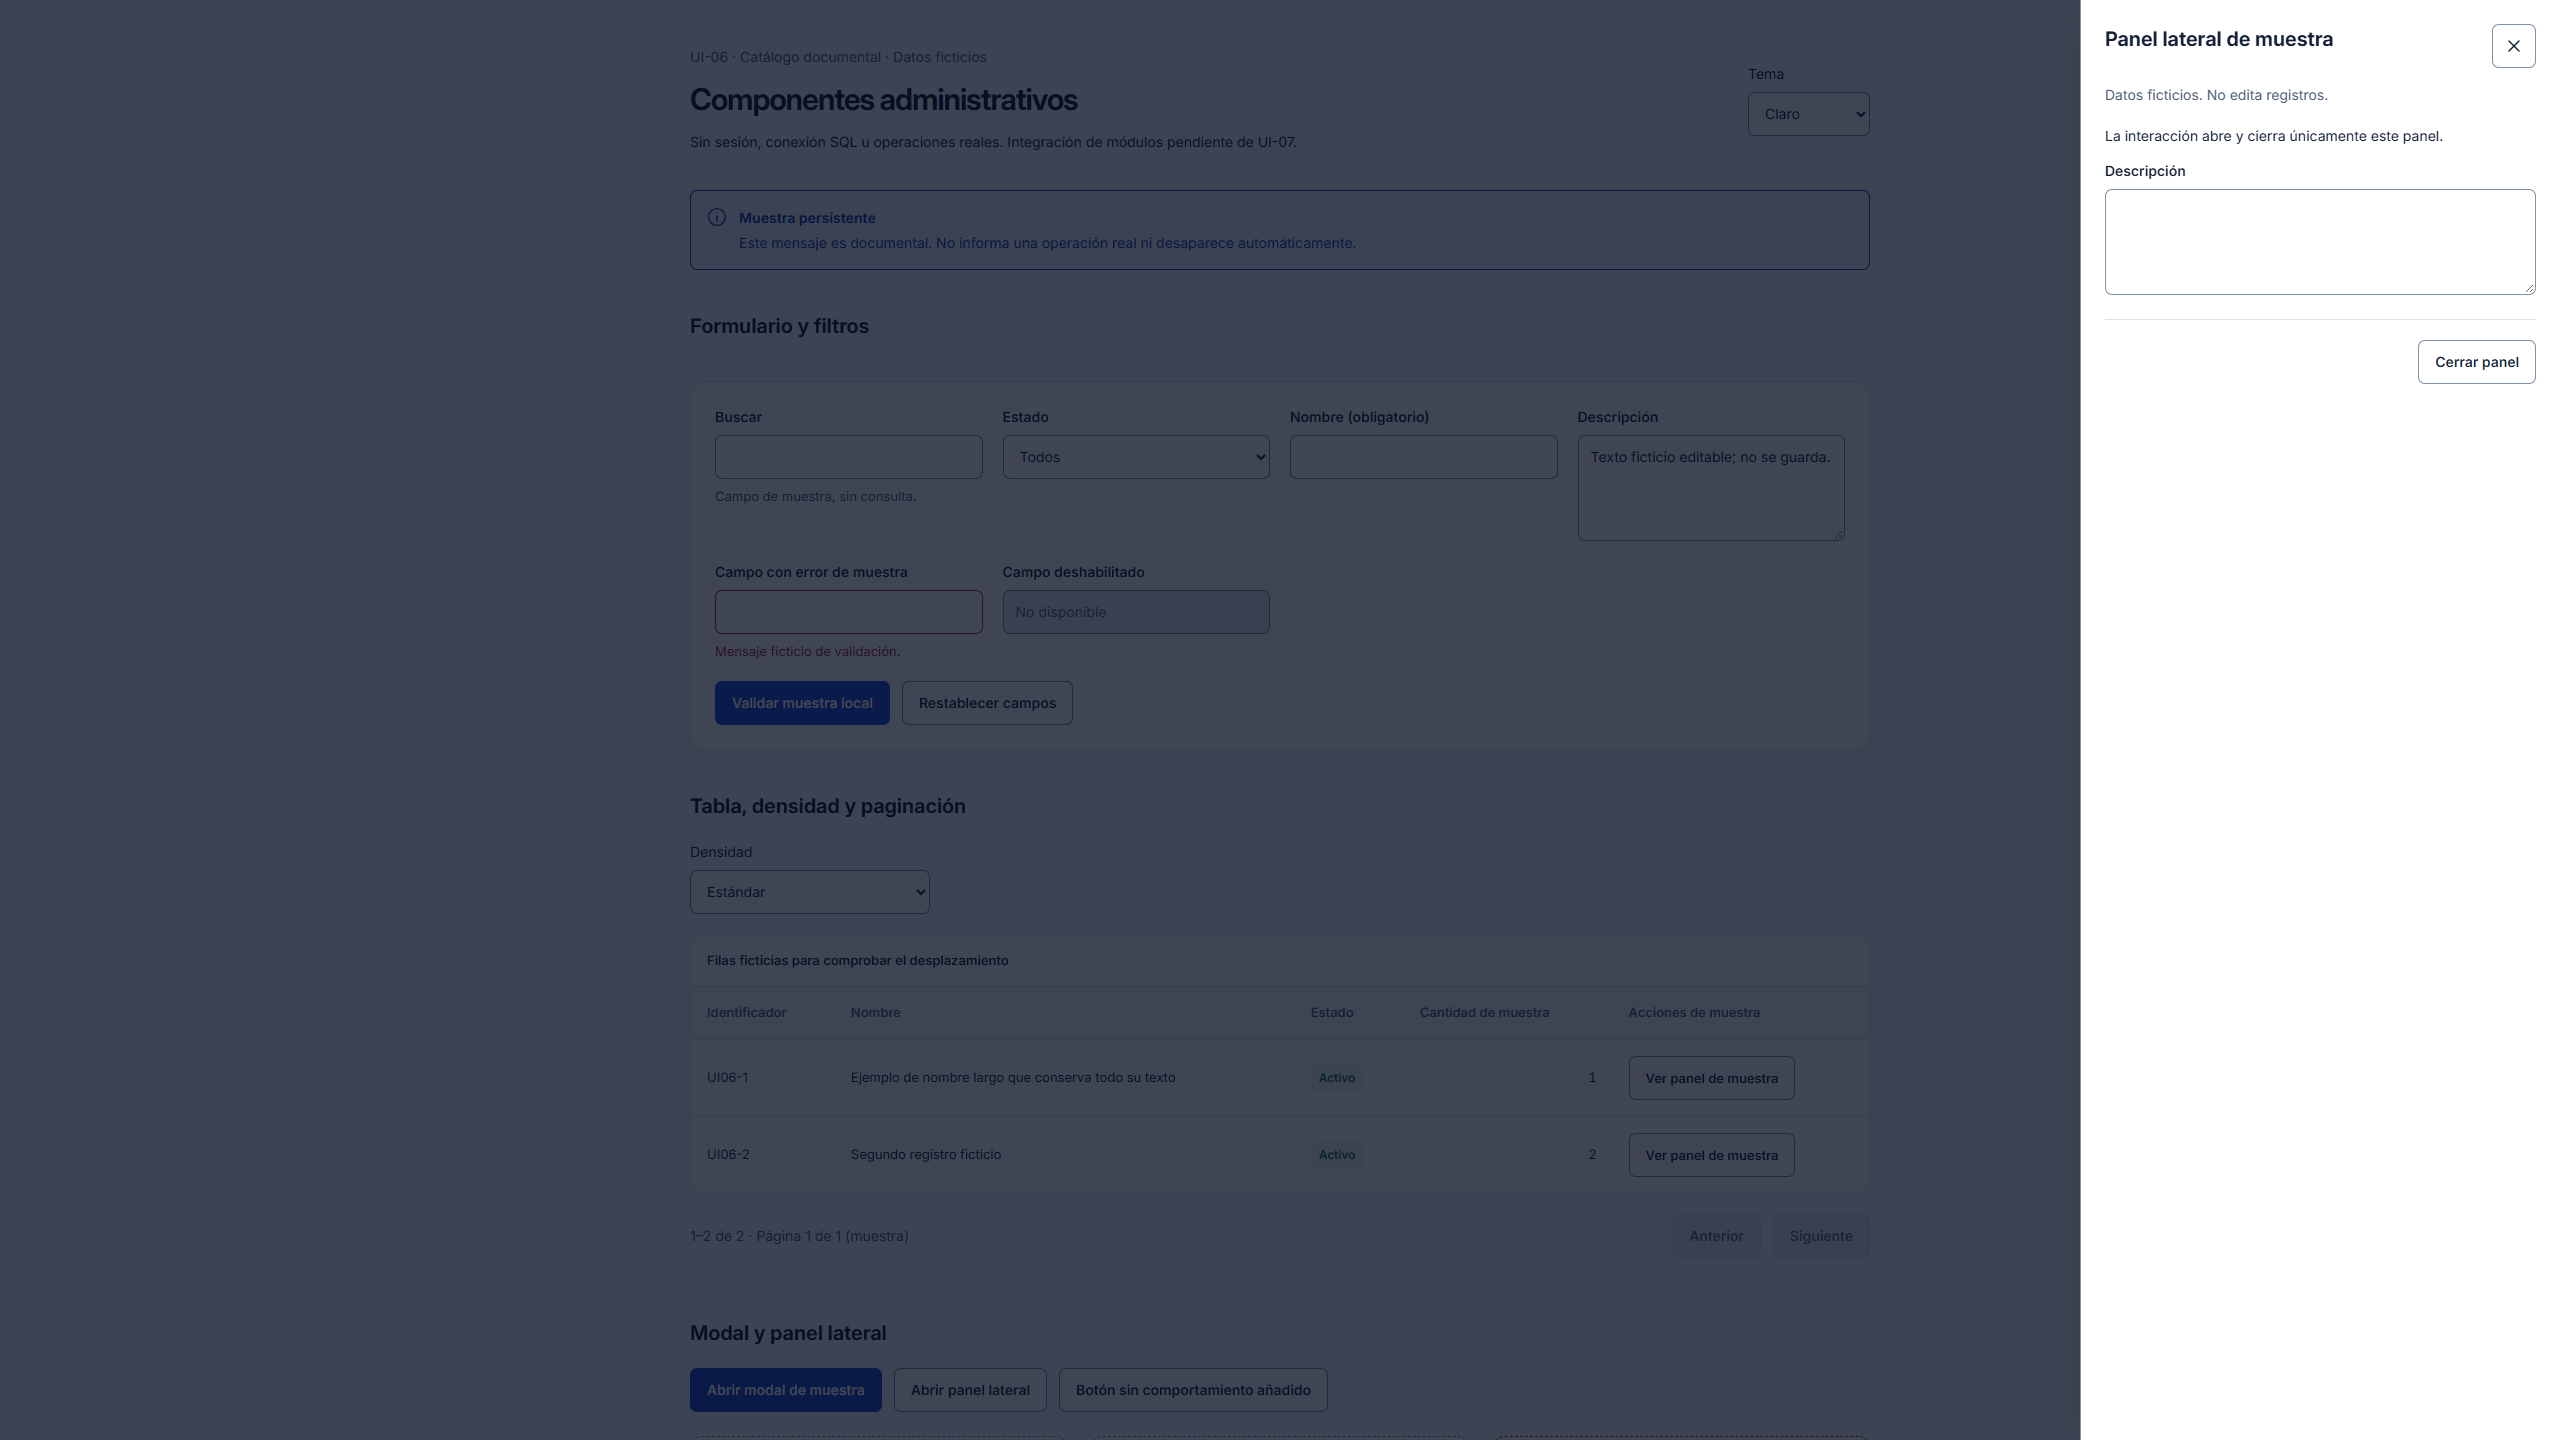 UI-06 · Catálogo documental · Datos ficticios
Componentes administrativos
Sin sesión, conexión SQL u operaciones reales. Integración de módulos pendiente de UI-07.
Tema
Claro
Muestra persistente
Este mensaje es documental. No informa una operación real ni desaparece automáticamente.
Formulario y filtros
Buscar
Estado
Nombre (obligatorio)
Descripción
Todos
Texto ficticio editable; no se guarda.
Campo de muestra, sin consulta.
Campo con error de muestra
Campo deshabilitado
No disponible
Mensaje ficticio de validación.
Validar muestra local
Restablecer campos
Tabla, densidad y paginación
Densidad
Estándar
Filas ficticias para comprobar el desplazamiento
Identificador
Nombre
Estado
Cantidad de muestra
Acciones de muestra
UI06-1
Ejemplo de nombre largo que conserva todo su texto
Activo
1
Ver panel de muestra
UI06-2
Segundo registro ficticio
Activo
2
Ver panel de muestra
1–2 de 2 · Página 1 de 1 (muestra)
Anterior
Siguiente
Modal y panel lateral
Abrir modal de muestra
Abrir panel lateral
Botón sin comportamiento añadido
Panel lateral de muestra
Datos ficticios. No edita registros.
La interacción abre y cierra únicamente este panel.
Descripción
Cerrar panel